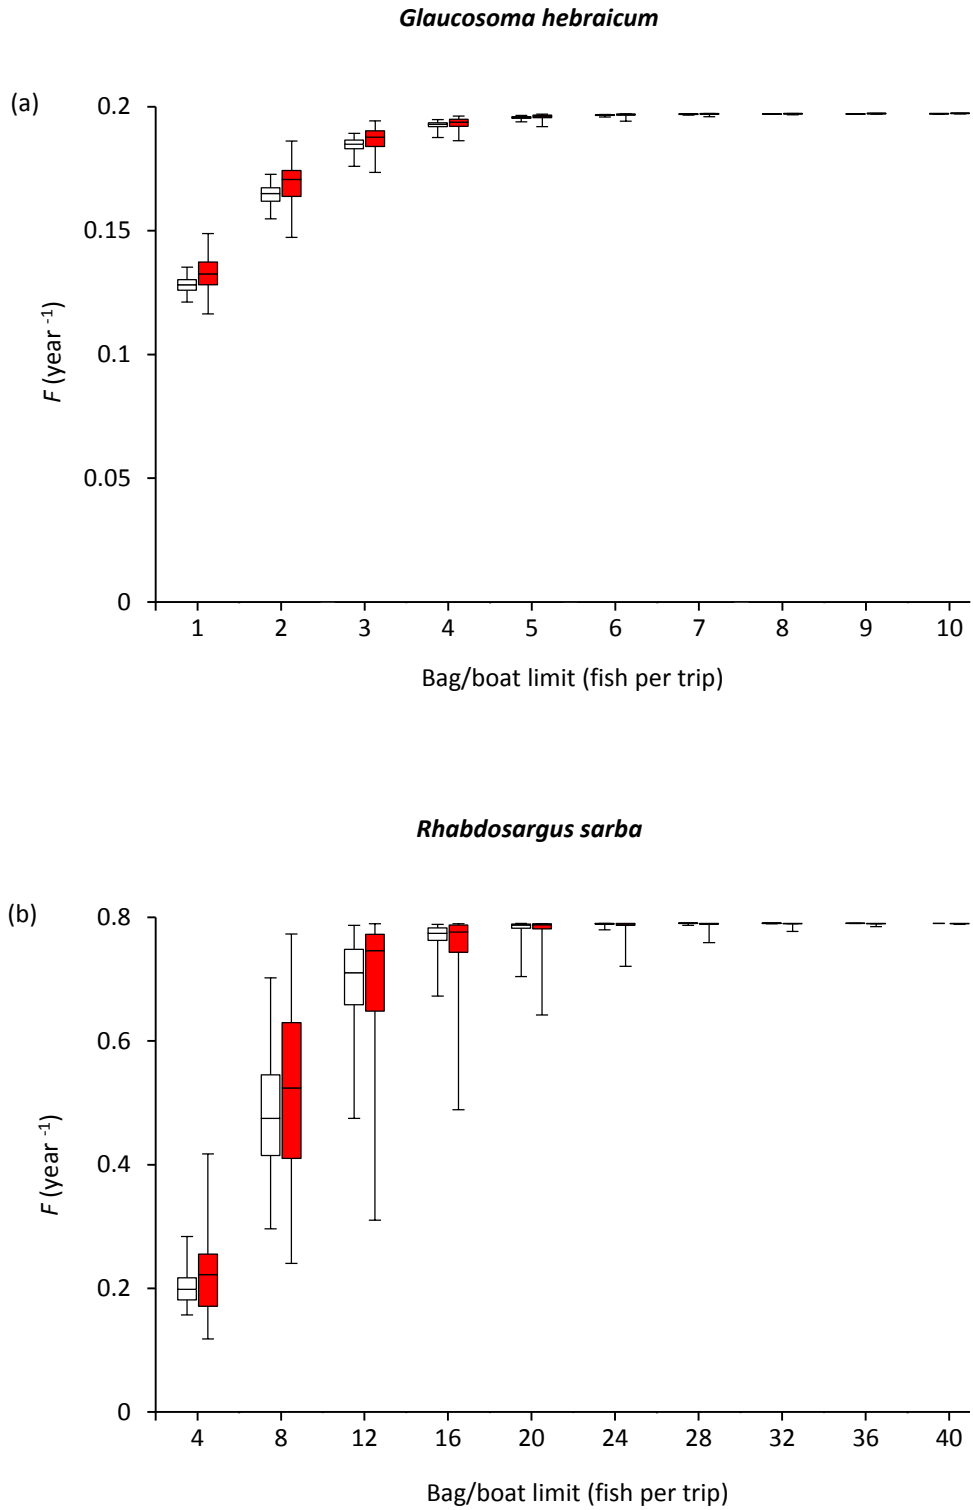 Glaucosoma hebraicum
(a)
0.2
0.15
0.1
0.05
0
F (year -1)
1 2 3 4 5 6 7 8 9 10
Bag/boat limit (fish per trip)
Rhabdosargus sarba
(b)
0.8
0.6
0.4
0.2
0
F (year -1)
4 8 12 16 20 24 28 32 36 40
Bag/boat limit (fish per trip)